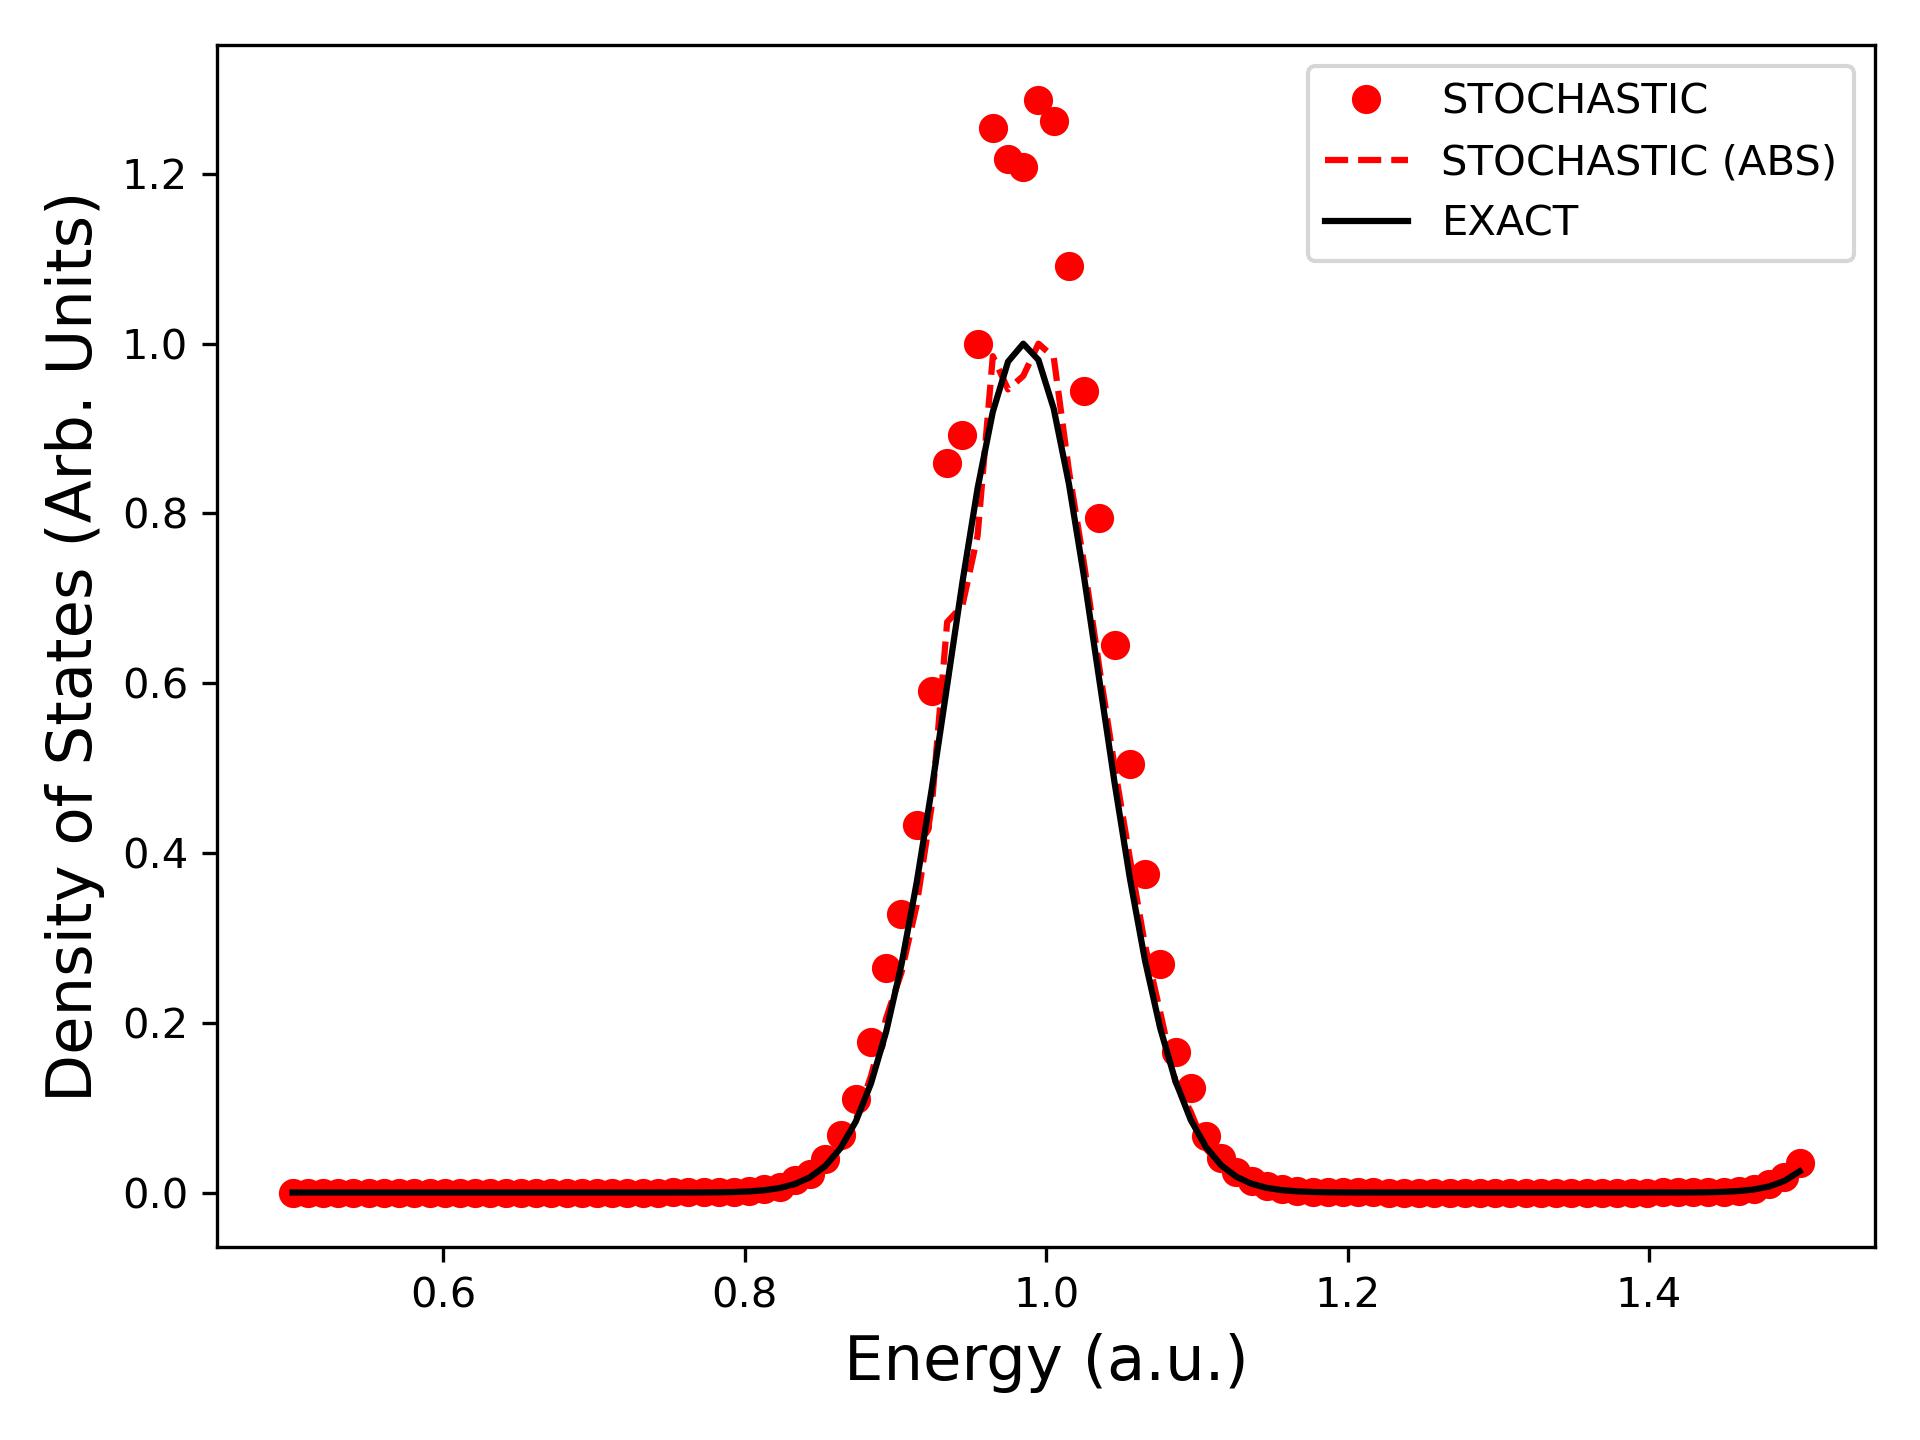 STOCHASTIC
STOCHASTIC (ABS)
EXACT
Density of States (Arb. Units)
1.2
1.0
0.8
0.6
0.4
0.2
0.0
0.6 0.8 1.0 1.2 1.4
Energy (a.u.)